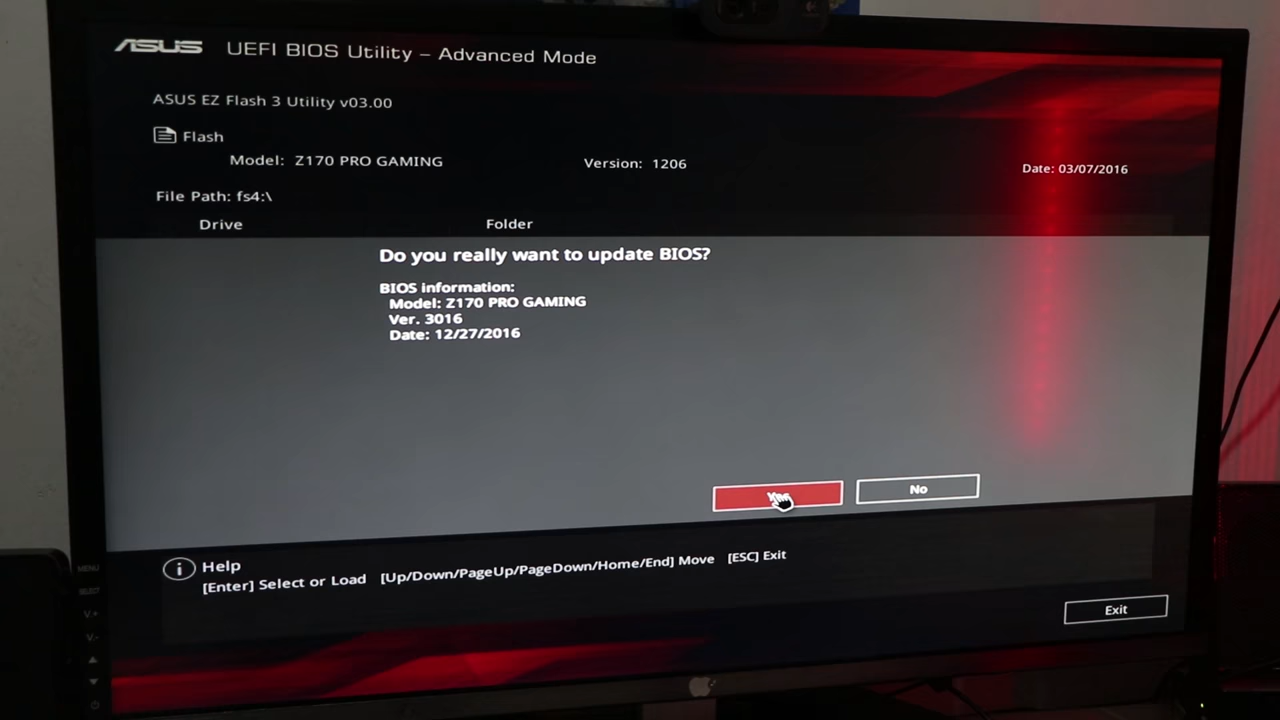 ASUS UEFI BIOS Utility – Advanced Mode
ASUS EZ Flash 3 Utility v03.00
Flash
Model: Z170 PRO GAMING Version: 1206 Date: 03/07/2016
File Path: fs4:\
Drive Folder
Do you really want to update BIOS?
BIOS information:
Model: Z170 PRO GAMING
Ver. 3016
Date: 12/27/2016
Yes No
Help
[Enter] Select or Load [Up/Down/PageUp/PageDown/Home/End] Move [ESC] Exit
Exit
MENU
SELECT
V.+
V.-